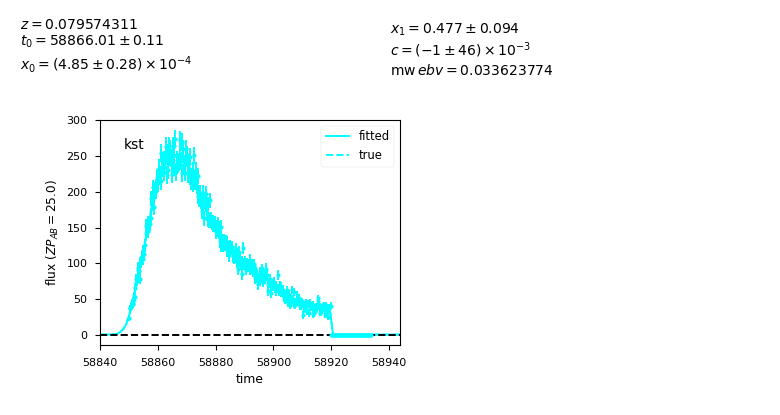 z = 0.079574311
t₀ = 58866.01 ± 0.11
x₀ = (4.85 ± 0.28) × 10⁻⁴
x₁ = 0.477 ± 0.094
c = (−1 ± 46) × 10⁻³
mw ebv = 0.033623774
kst
fitted
true
300
250
200
150
100
50
0
flux (ZP_AB = 25.0)
58840 58860 58880 58900 58920 58940
time